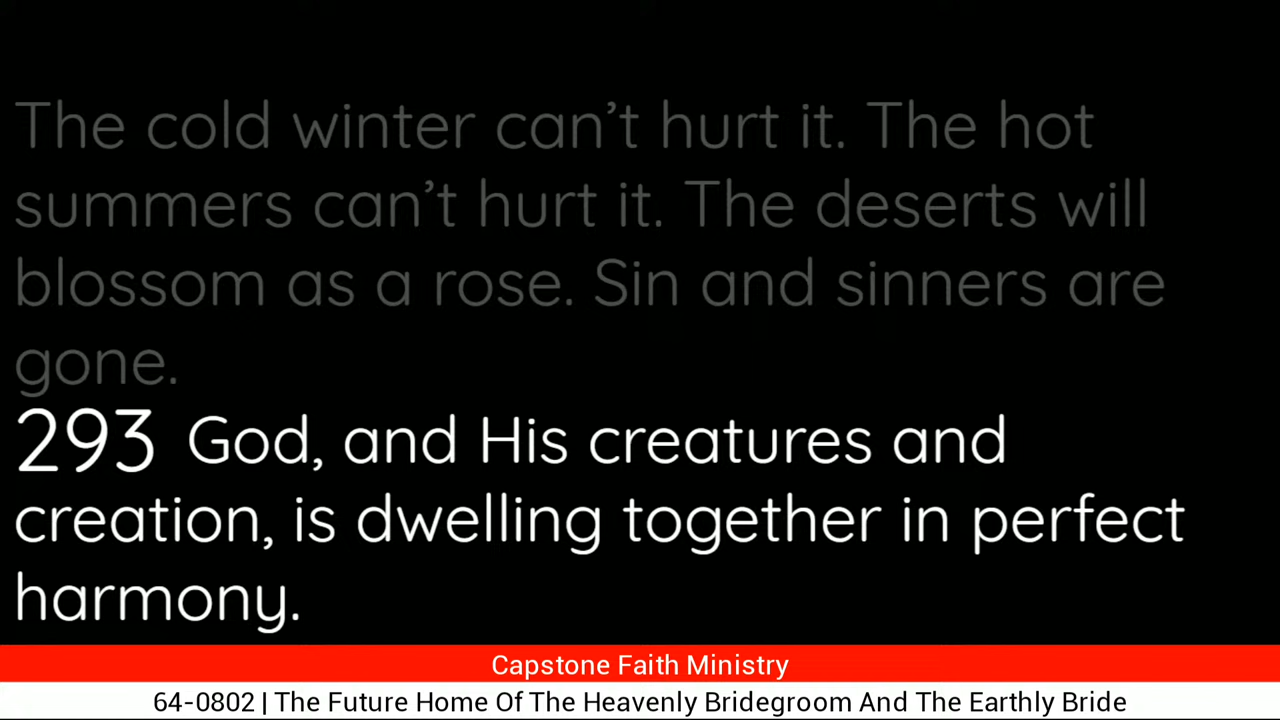 The cold winter can’t hurt it. The hot
summers can’t hurt it. The deserts will
blossom as a rose. Sin and sinners are
gone.
293 God, and His creatures and
creation, is dwelling together in perfect
harmony.
Capstone Faith Ministry
64-0802 | The Future Home Of The Heavenly Bridegroom And The Earthly Bride